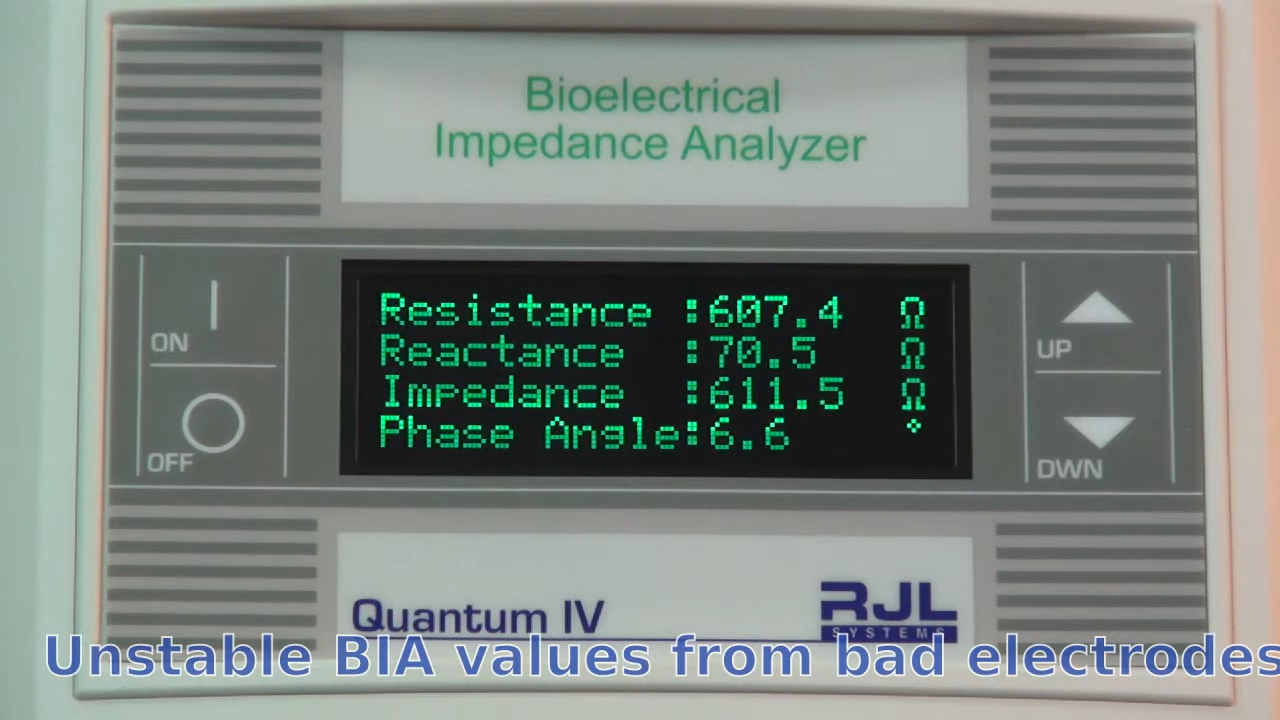 Bioelectrical
Impedance Analyzer
ON
OFF
Resistance :607.4 Ω
Reactance :70.5 Ω
Impedance :611.5 Ω
Phase Angle:6.6 °
UP
DWN
Quantum IV
RJL
SYSTEMS
Unstable BIA values from bad electrodes